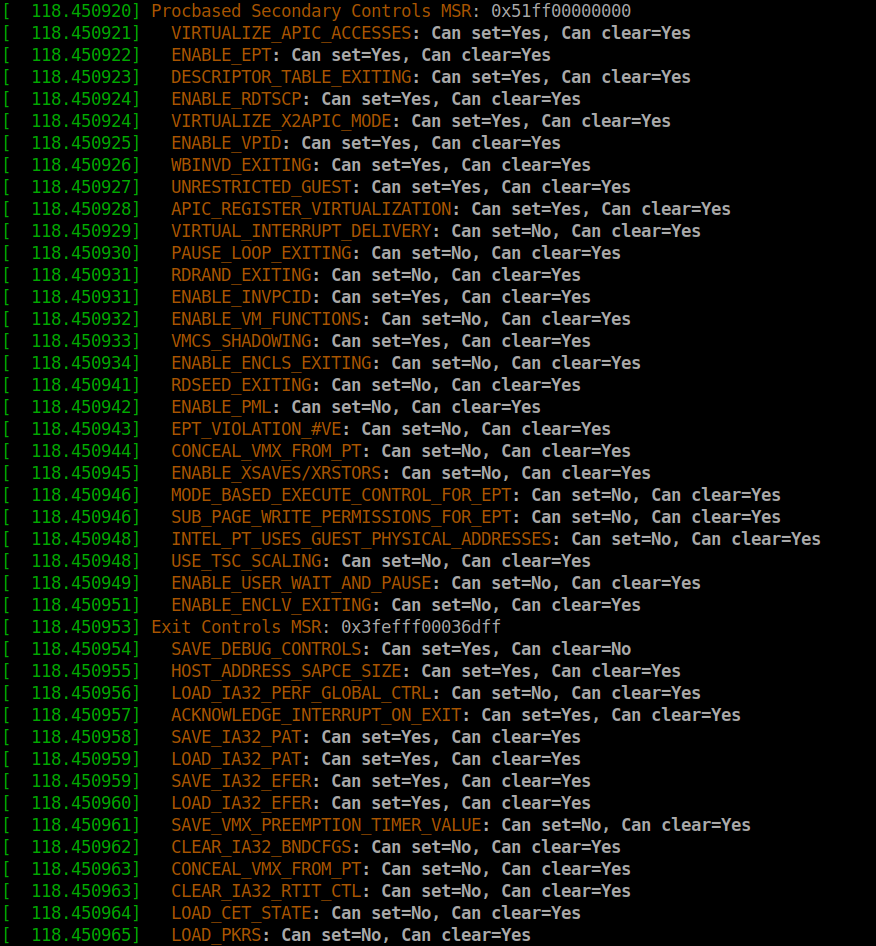 [  118.450920] Procbased Secondary Controls MSR: 0x51ff00000000
[  118.450921]   VIRTUALIZE_APIC_ACCESSES: Can set=Yes, Can clear=Yes
[  118.450922]   ENABLE_EPT: Can set=Yes, Can clear=Yes
[  118.450923]   DESCRIPTOR_TABLE_EXITING: Can set=Yes, Can clear=Yes
[  118.450924]   ENABLE_RDTSCP: Can set=Yes, Can clear=Yes
[  118.450924]   VIRTUALIZE_X2APIC_MODE: Can set=Yes, Can clear=Yes
[  118.450925]   ENABLE_VPID: Can set=Yes, Can clear=Yes
[  118.450926]   WBINVD_EXITING: Can set=Yes, Can clear=Yes
[  118.450927]   UNRESTRICTED_GUEST: Can set=Yes, Can clear=Yes
[  118.450928]   APIC_REGISTER_VIRTUALIZATION: Can set=Yes, Can clear=Yes
[  118.450929]   VIRTUAL_INTERRUPT_DELIVERY: Can set=No, Can clear=Yes
[  118.450930]   PAUSE_LOOP_EXITING: Can set=No, Can clear=Yes
[  118.450931]   RDRAND_EXITING: Can set=No, Can clear=Yes
[  118.450931]   ENABLE_INVPCID: Can set=Yes, Can clear=Yes
[  118.450932]   ENABLE_VM_FUNCTIONS: Can set=No, Can clear=Yes
[  118.450933]   VMCS_SHADOWING: Can set=Yes, Can clear=Yes
[  118.450934]   ENABLE_ENCLS_EXITING: Can set=No, Can clear=Yes
[  118.450941]   RDSEED_EXITING: Can set=No, Can clear=Yes
[  118.450942]   ENABLE_PML: Can set=No, Can clear=Yes
[  118.450943]   EPT_VIOLATION_#VE: Can set=No, Can clear=Yes
[  118.450944]   CONCEAL_VMX_FROM_PT: Can set=No, Can clear=Yes
[  118.450945]   ENABLE_XSAVES/XRSTORS: Can set=No, Can clear=Yes
[  118.450946]   MODE_BASED_EXECUTE_CONTROL_FOR_EPT: Can set=No, Can clear=Yes
[  118.450946]   SUB_PAGE_WRITE_PERMISSIONS_FOR_EPT: Can set=No, Can clear=Yes
[  118.450948]   INTEL_PT_USES_GUEST_PHYSICAL_ADDRESSES: Can set=No, Can clear=Yes
[  118.450948]   USE_TSC_SCALING: Can set=No, Can clear=Yes
[  118.450949]   ENABLE_USER_WAIT_AND_PAUSE: Can set=No, Can clear=Yes
[  118.450951]   ENABLE_ENCLV_EXITING: Can set=No, Can clear=Yes
[  118.450953] Exit Controls MSR: 0x3fefff00036dff
[  118.450954]   SAVE_DEBUG_CONTROLS: Can set=Yes, Can clear=No
[  118.450955]   HOST_ADDRESS_SAPCE_SIZE: Can set=Yes, Can clear=Yes
[  118.450956]   LOAD_IA32_PERF_GLOBAL_CTRL: Can set=No, Can clear=Yes
[  118.450957]   ACKNOWLEDGE_INTERRUPT_ON_EXIT: Can set=Yes, Can clear=Yes
[  118.450958]   SAVE_IA32_PAT: Can set=Yes, Can clear=Yes
[  118.450959]   LOAD_IA32_PAT: Can set=Yes, Can clear=Yes
[  118.450959]   SAVE_IA32_EFER: Can set=Yes, Can clear=Yes
[  118.450960]   LOAD_IA32_EFER: Can set=Yes, Can clear=Yes
[  118.450961]   SAVE_VMX_PREEMPTION_TIMER_VALUE: Can set=No, Can clear=Yes
[  118.450962]   CLEAR_IA32_BNDCFGS: Can set=No, Can clear=Yes
[  118.450963]   CONCEAL_VMX_FROM_PT: Can set=No, Can clear=Yes
[  118.450963]   CLEAR_IA32_RTIT_CTL: Can set=No, Can clear=Yes
[  118.450964]   LOAD_CET_STATE: Can set=No, Can clear=Yes
[  118.450965]   LOAD_PKRS: Can set=No, Can clear=Yes